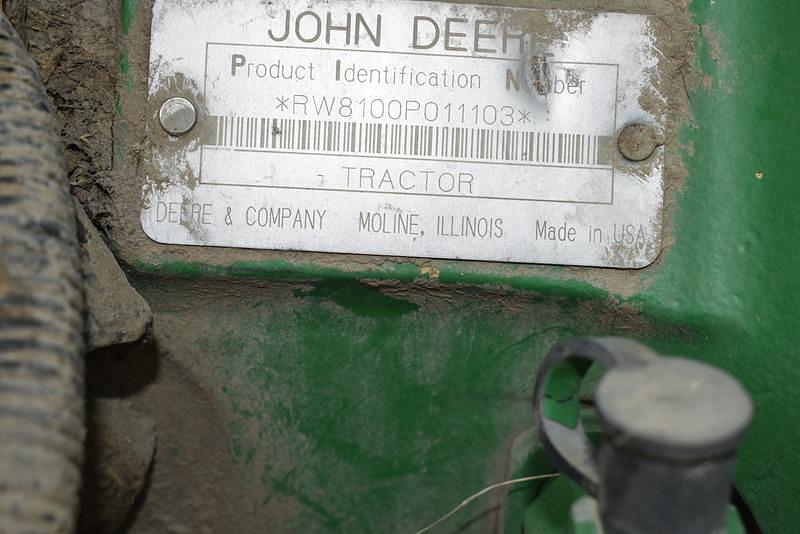 JOHN DEERE
Product Identification Number
*RW8100P011103*
TRACTOR
DEERE & COMPANY MOLINE, ILLINOIS Made in USA